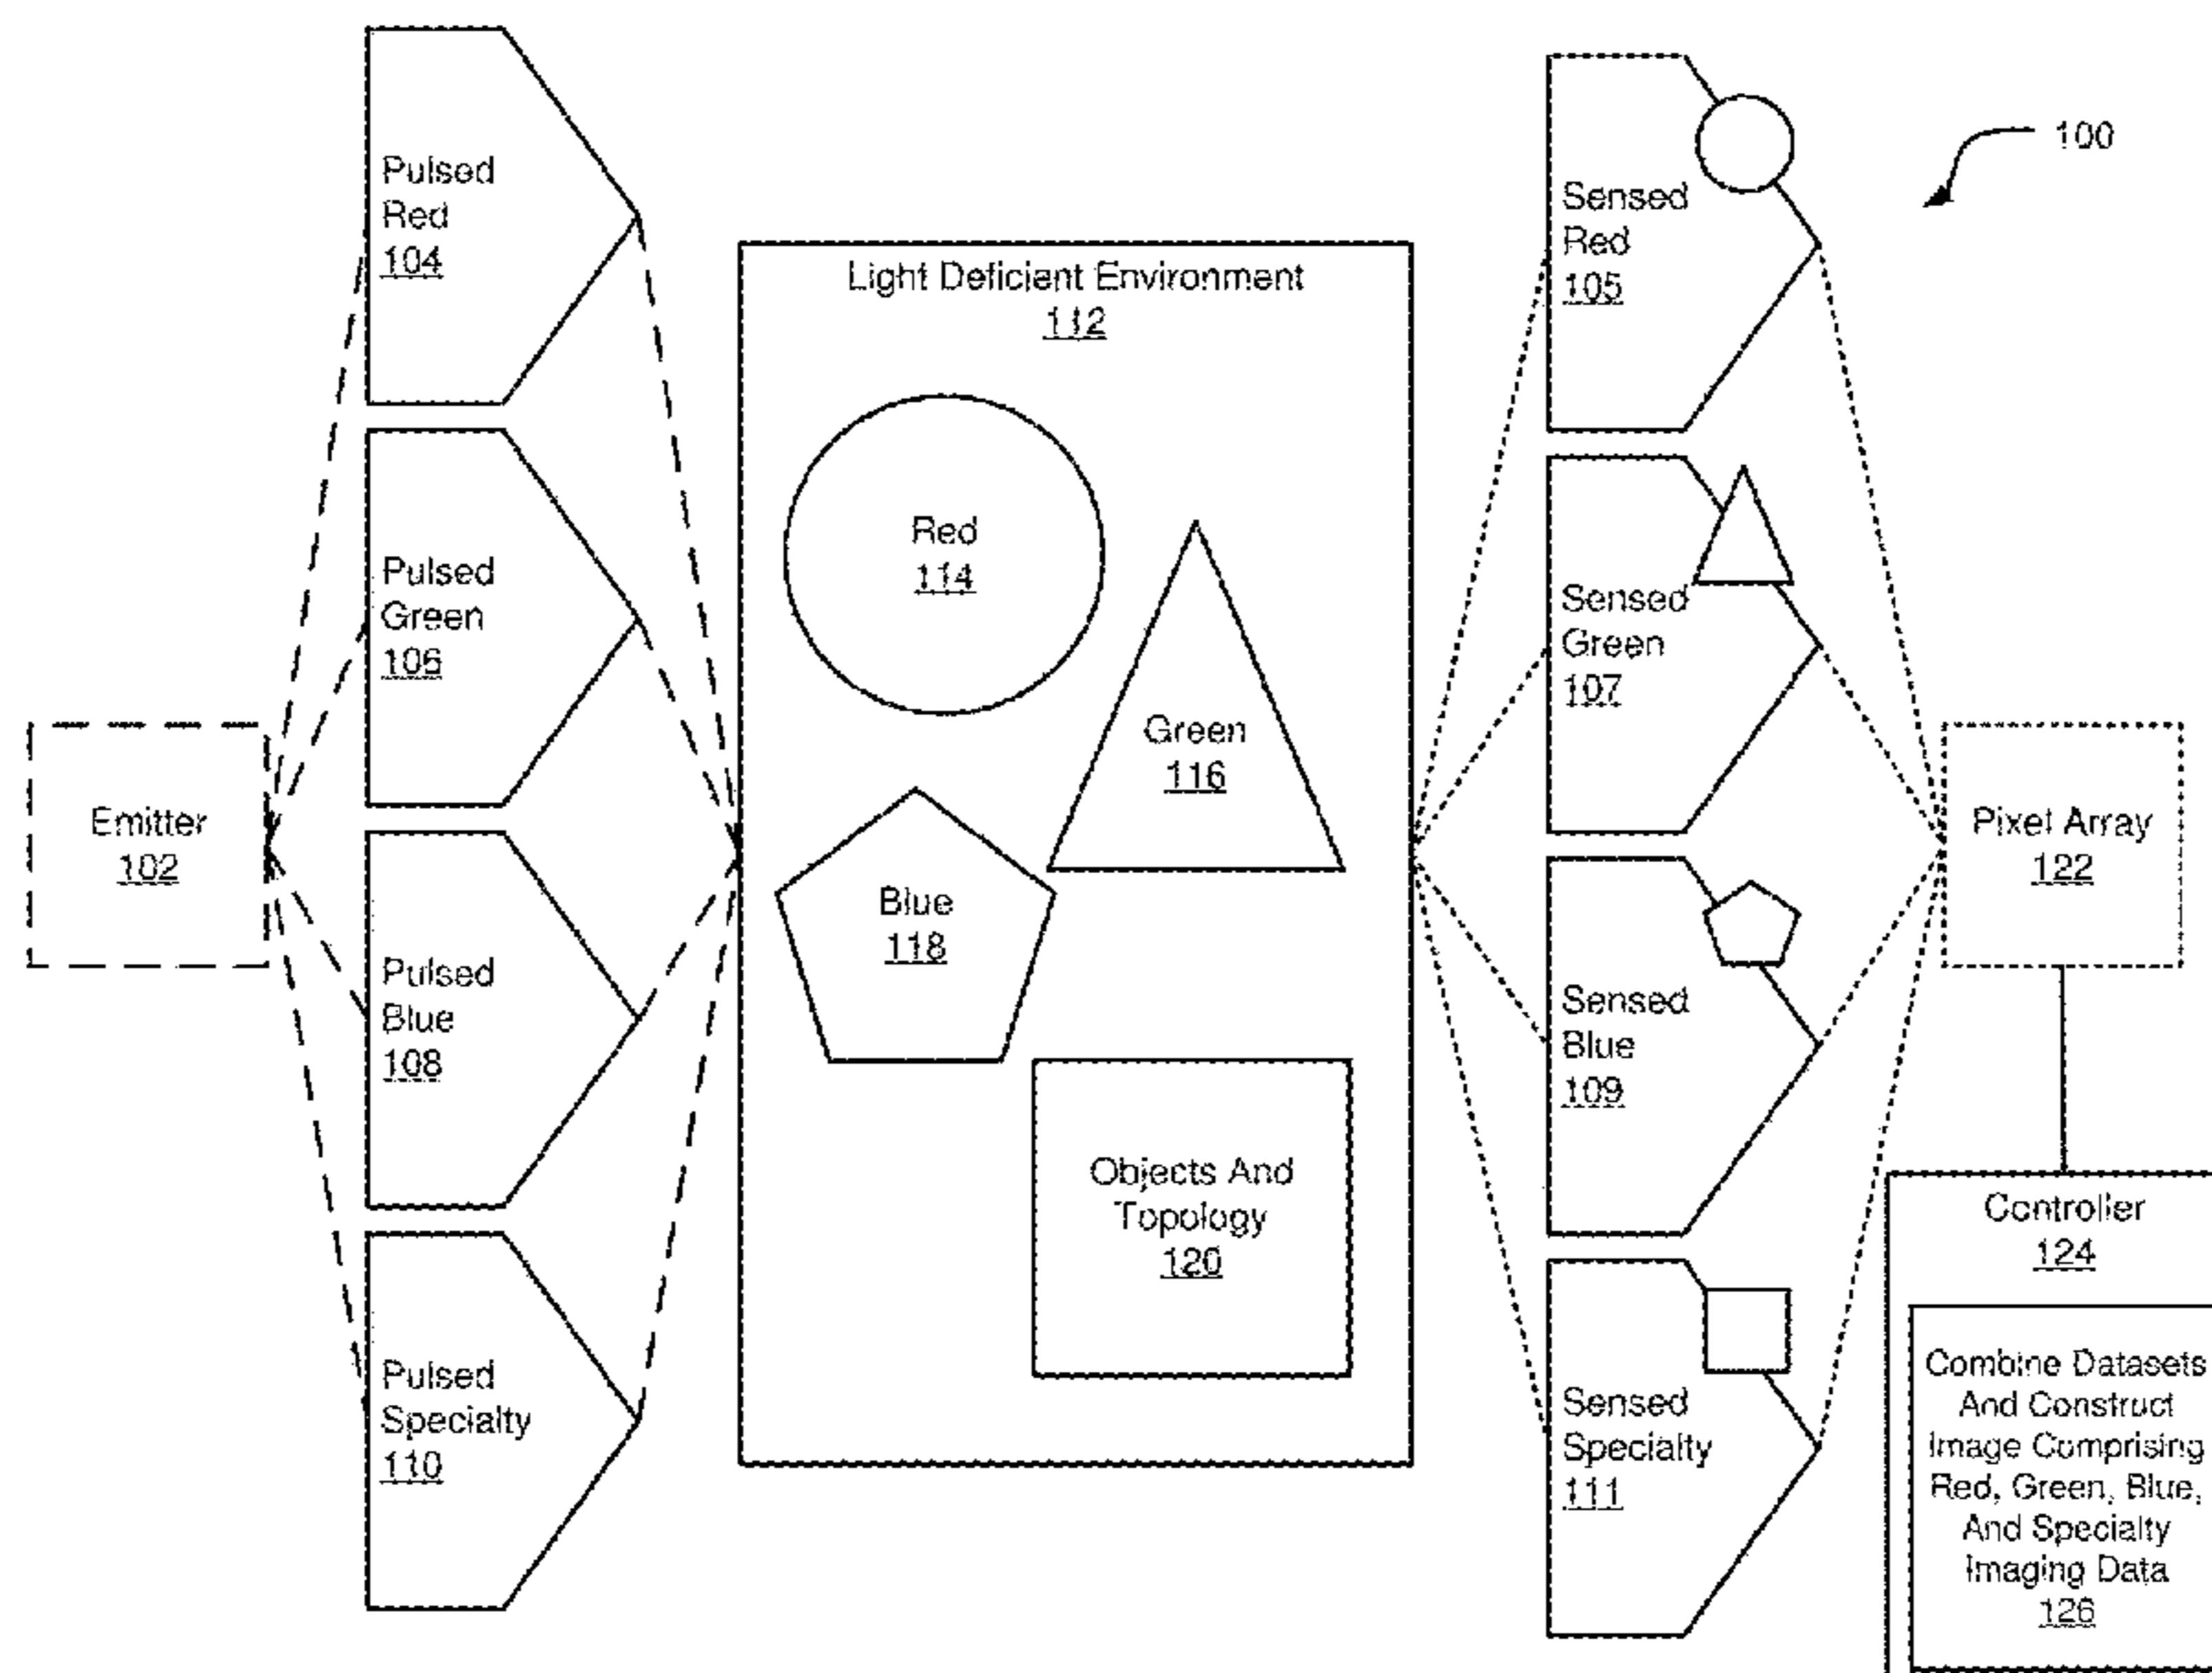 Pulsed
Red
104
Pulsed
Green
106
Pulsed
Blue
108
Pulsed
Specialty
110
Emitter
102
Light Deficient Environment
112
Red
114
Green
116
Blue
118
Objects And
Topology
120
Sensed
Red
105
Sensed
Green
107
Sensed
Blue
109
Sensed
Specialty
111
100
Pixel Array
122
Controller
124
Combine Datasets
And Construct
Image Comprising
Red, Green, Blue,
And Specialty
Imaging Data
126